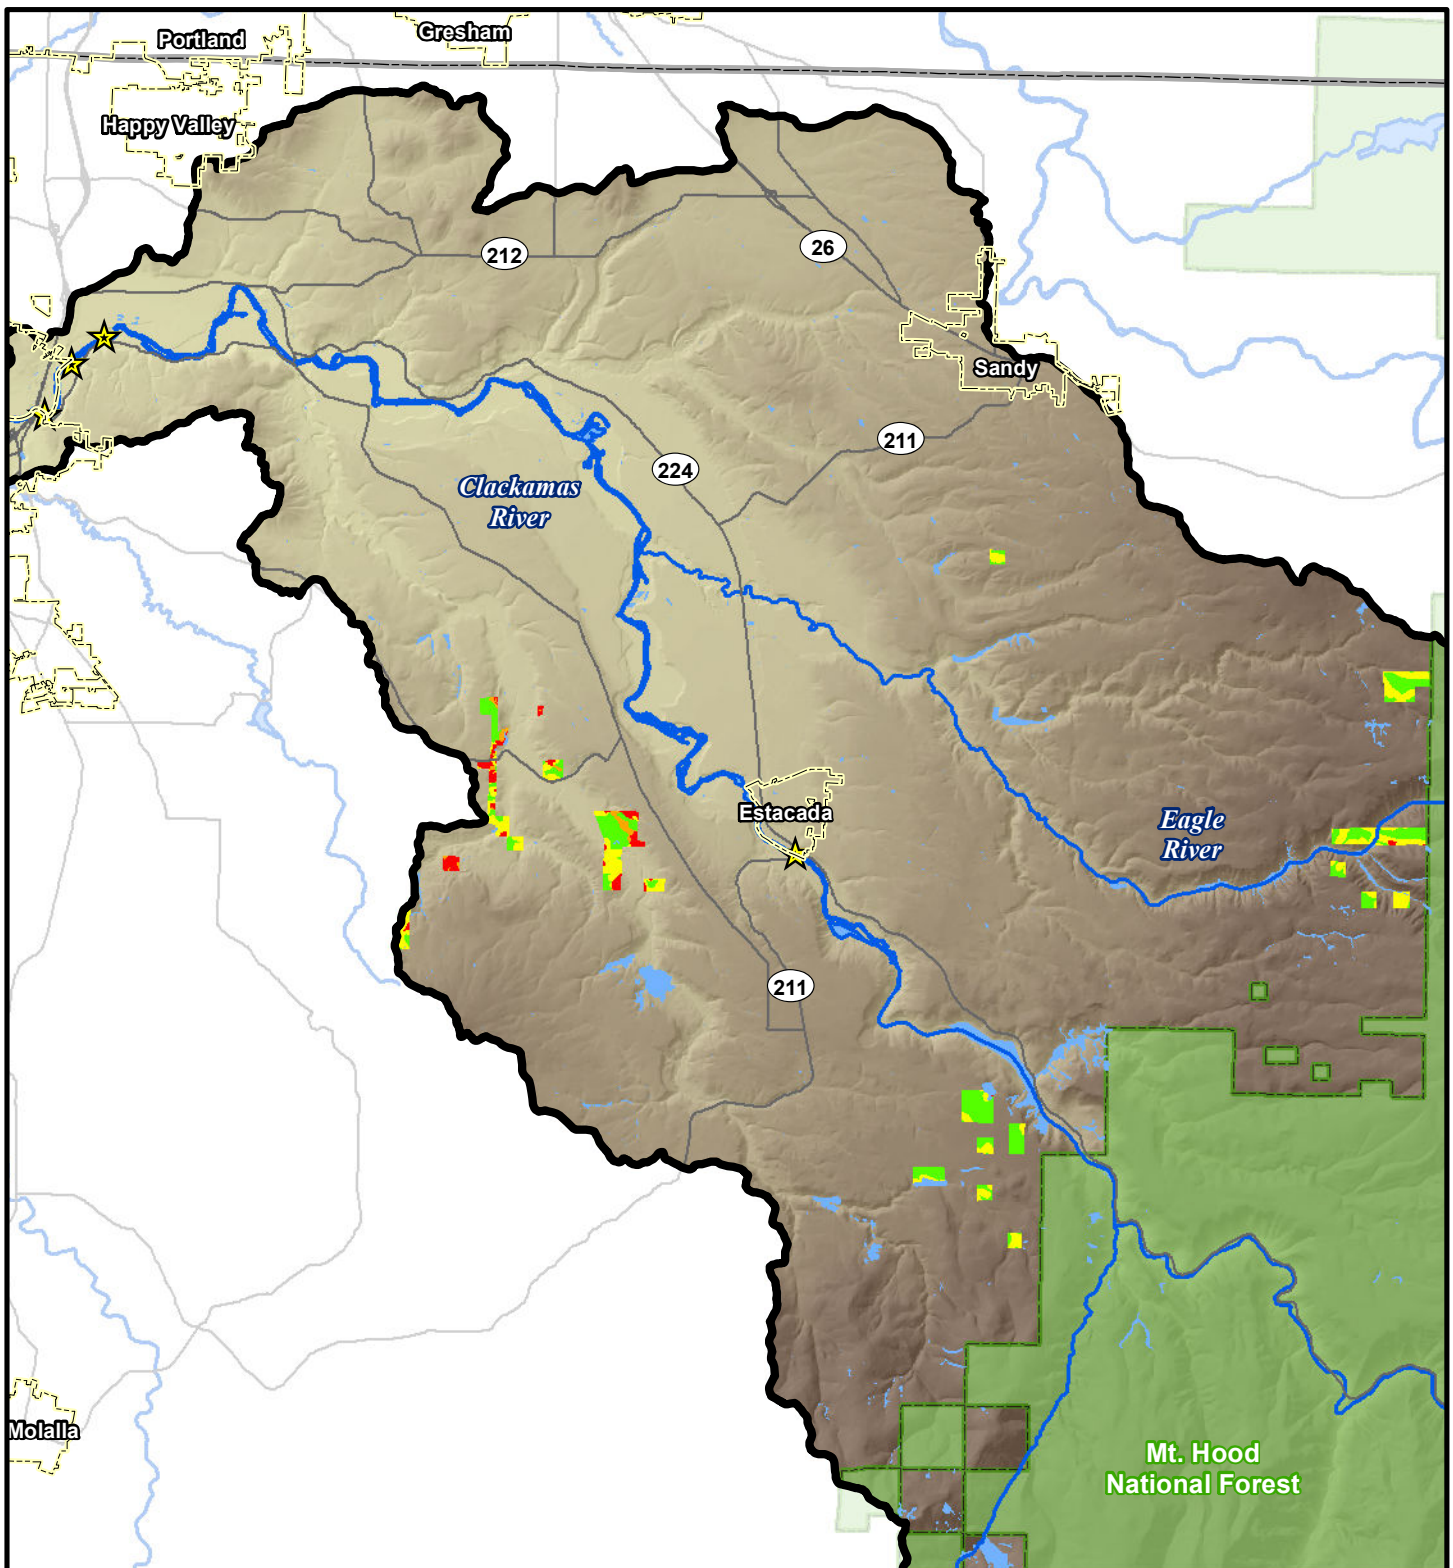 Portland
Gresham
Happy Valley
212
26
Sandy
211
224
Clackamas
River
Estacada
Eagle
River
211
Molalla
Mt. Hood
National Forest